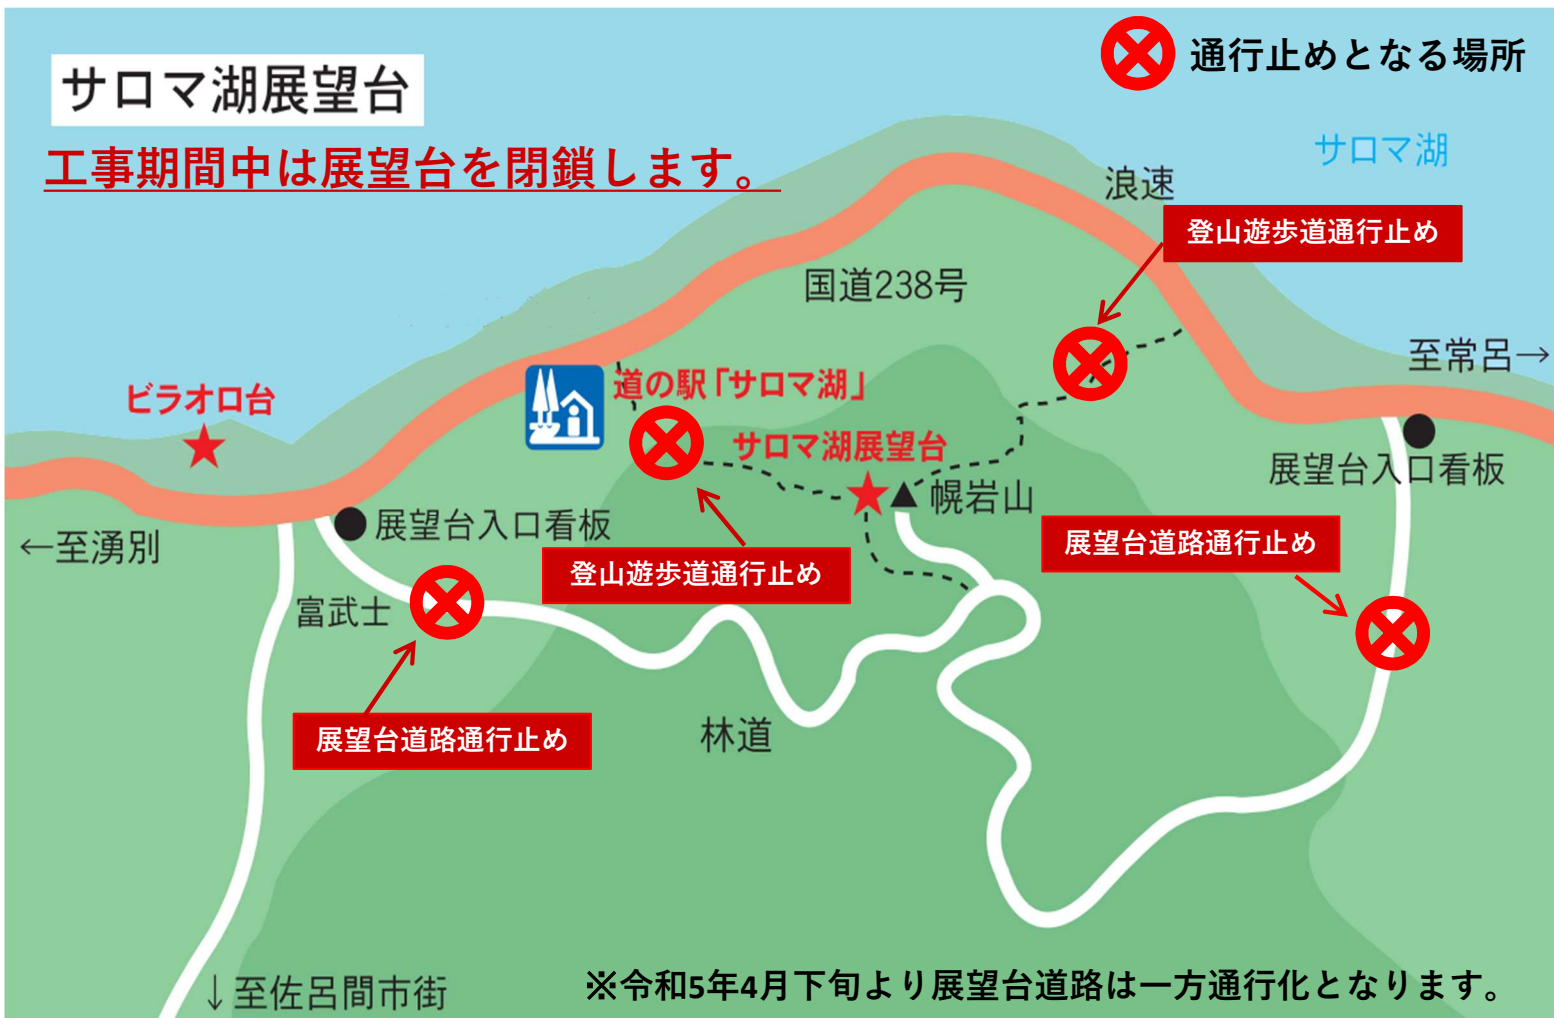 通行止めとなる場所
サロマ湖展望台
工事期間中は展望台を閉鎖します。
サロマ湖
浪速
登山遊歩道通行止め
国道238号
至常呂→
道の駅「サロマ湖」
ビラオロ台
サロマ湖展望台
展望台入口看板
幌岩山
展望台入口看板
←至湧別
展望台道路通行止め
登山遊歩道通行止め
富武士
林道
展望台道路通行止め
↓至佐呂間市街
※令和5年4月下旬より展望台道路は一方通行化となります。